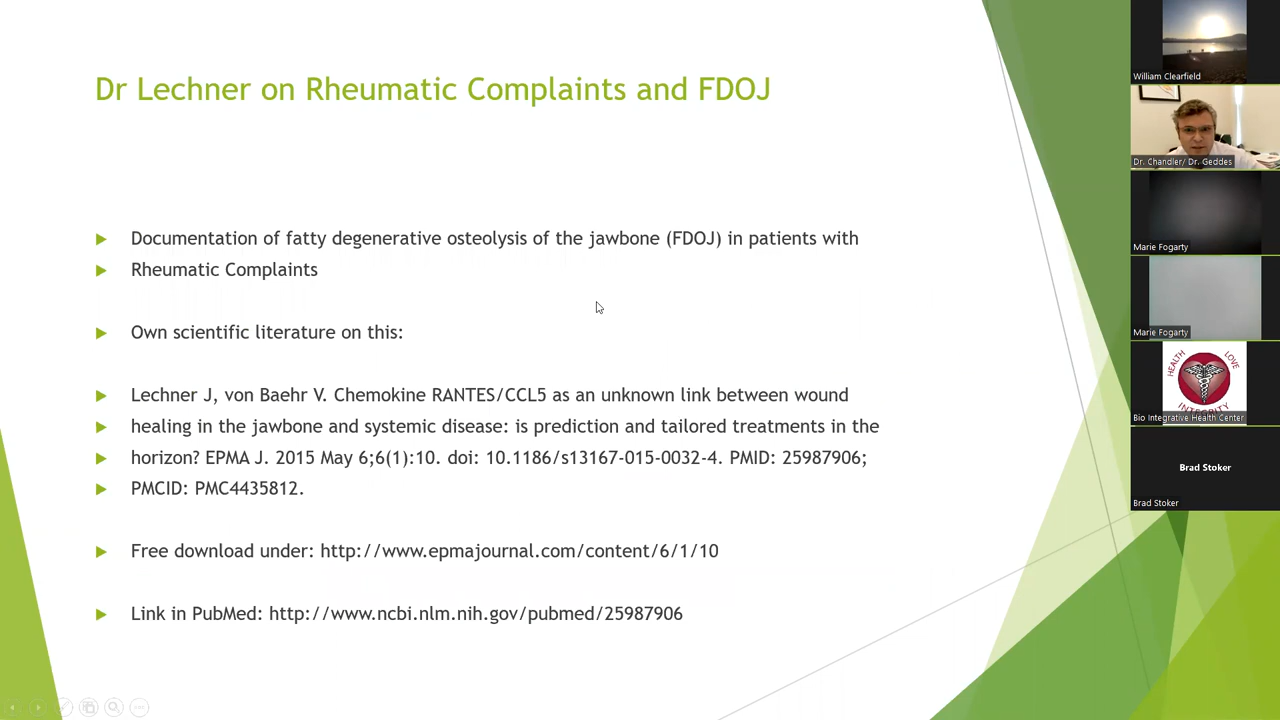 Dr Lechner on Rheumatic Complaints and FDOJ
Documentation of fatty degenerative osteolysis of the jawbone (FDOJ) in patients with
Rheumatic Complaints
Own scientific literature on this:
Lechner J, von Baehr V. Chemokine RANTES/CCL5 as an unknown link between wound
healing in the jawbone and systemic disease: is prediction and tailored treatments in the
horizon? EPMA J. 2015 May 6;6(1):10. doi: 10.1186/s13167-015-0032-4. PMID: 25987906;
PMCID: PMC4435812.
Free download under: http://www.epmajournal.com/content/6/1/10
Link in PubMed: http://www.ncbi.nlm.nih.gov/pubmed/25987906
William Clearfield
Dr. Chandler/ Dr. Geddes
Marie Fogarty
Marie Fogarty
HEALTH LOVE
INTEGRITY
Bio Integrative Health Center
Brad Stoker
Brad Stoker